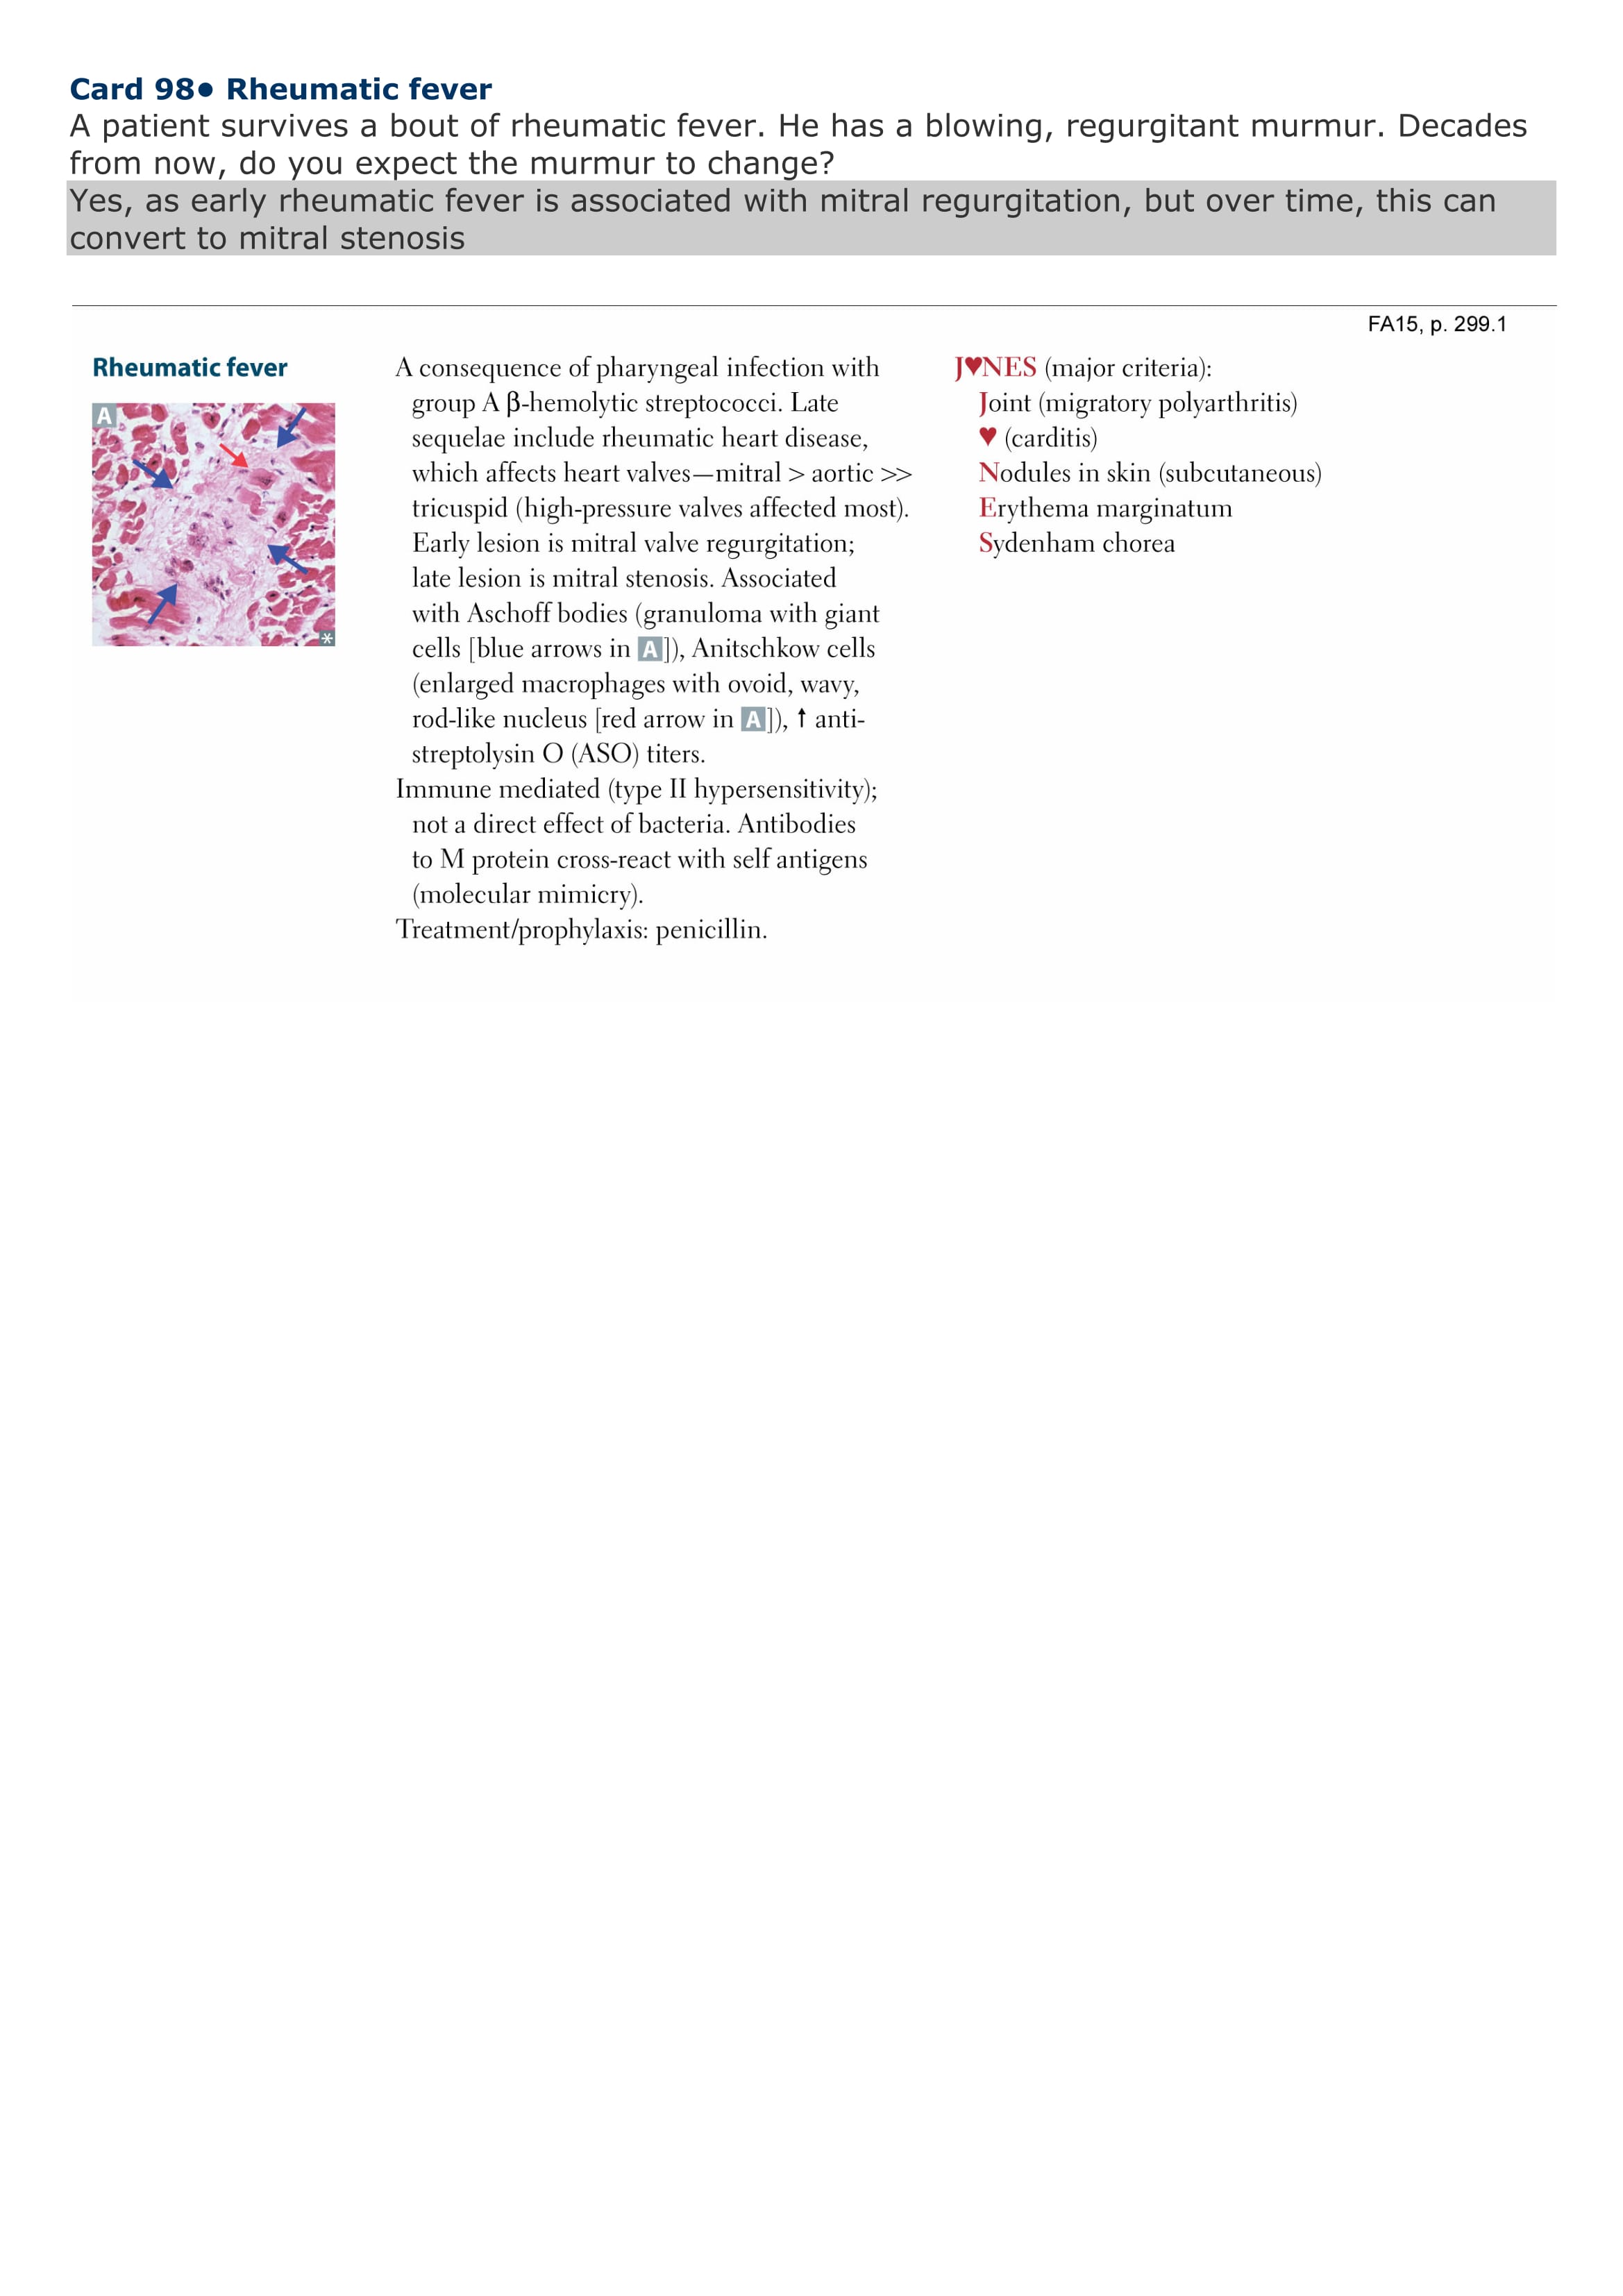 Card 98• Rheumatic fever
A patient survives a bout of rheumatic fever. He has a blowing, regurgitant murmur. Decades
from now, do you expect the murmur to change?
Yes, as early rheumatic fever is associated with mitral regurgitation, but over time, this can
convert to mitral stenosis
FA15, p. 299.1
Rheumatic fever
A
*
A consequence of pharyngeal infection with
group A β-hemolytic streptococci. Late
sequelae include rheumatic heart disease,
which affects heart valves—mitral > aortic >>
tricuspid (high-pressure valves affected most).
Early lesion is mitral valve regurgitation;
late lesion is mitral stenosis. Associated
with Aschoff bodies (granuloma with giant
cells [blue arrows in A]), Anitschkow cells
(enlarged macrophages with ovoid, wavy,
rod-like nucleus [red arrow in A]), ↑ anti-
streptolysin O (ASO) titers.
Immune mediated (type II hypersensitivity);
not a direct effect of bacteria. Antibodies
to M protein cross-react with self antigens
(molecular mimicry).
Treatment/prophylaxis: penicillin.
J♥NES (major criteria):
Joint (migratory polyarthritis)
♥ (carditis)
Nodules in skin (subcutaneous)
Erythema marginatum
Sydenham chorea